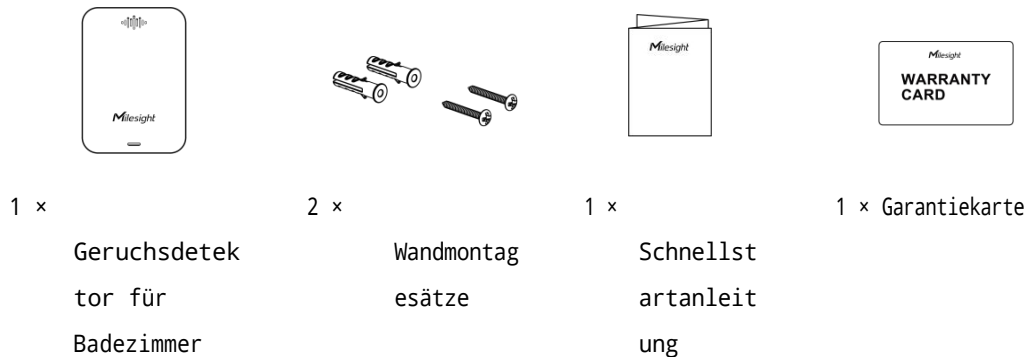 Milesight
Milesight
Milesight
WARRANTY
CARD
1 ×
Geruchsdetek
tor für
Badezimmer
2 ×
Wandmontag
esätze
1 ×
Schnellst
artanleit
ung
1 × Garantiekarte